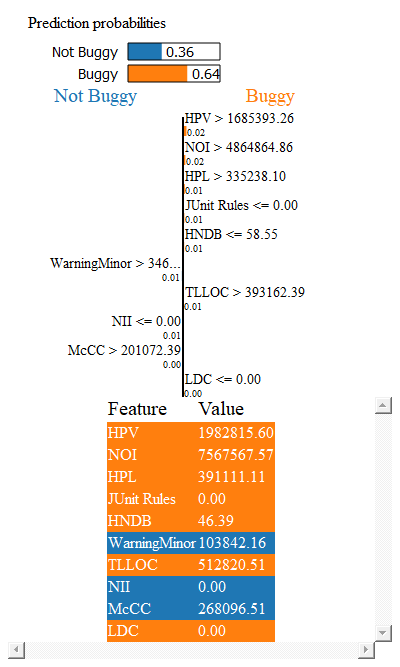 Prediction probabilities
Not Buggy 0.36
Buggy 0.64
Not Buggy Buggy
HPV > 1685393.26
0.02
NOI > 4864864.86
0.02
HPL > 335238.10
0.01
JUnit Rules <= 0.00
0.01
HNDB <= 58.55
0.01
WarningMinor > 346...
0.01
TLLOC > 393162.39
0.01
NII <= 0.00
0.01
McCC > 201072.39
0.00
LDC <= 0.00
0.00
Feature Value
HPV 1982815.60
NOI 7567567.57
HPL 391111.11
JUnit Rules 0.00
HNDB 46.39
WarningMinor 103842.16
TLLOC 512820.51
NII 0.00
McCC 268096.51
LDC 0.00